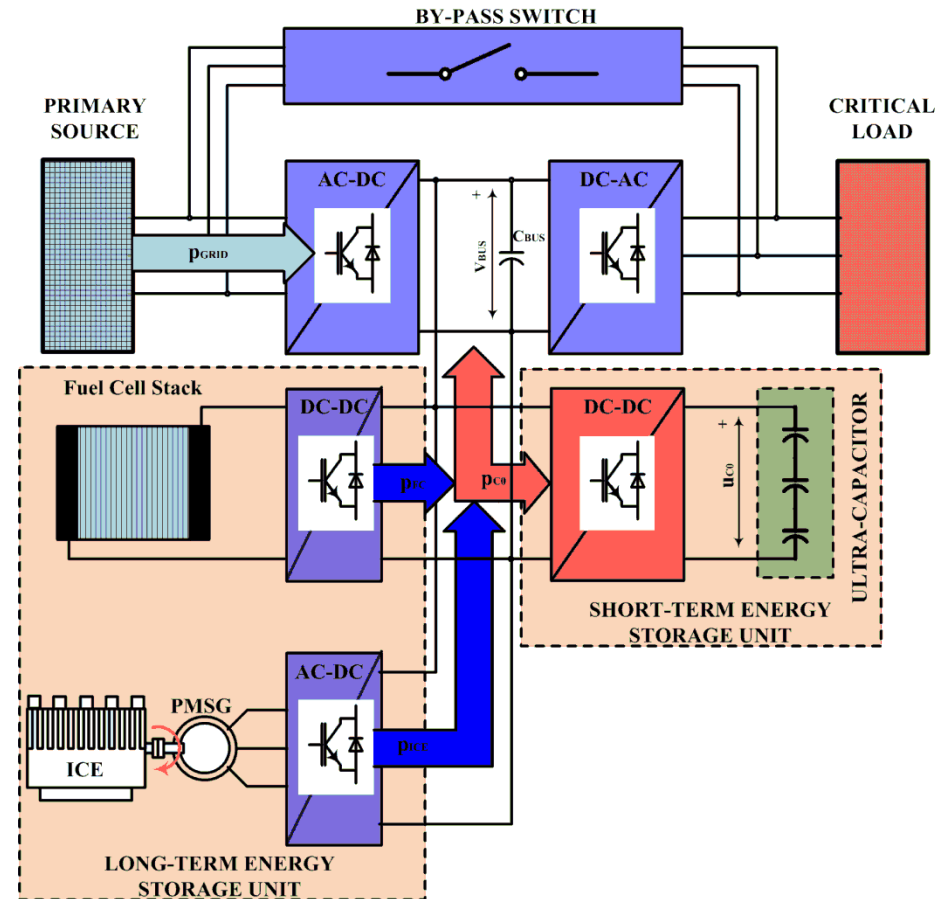 BY-PASS SWITCH
PRIMARY
SOURCE
CRITICAL
LOAD
AC-DC
DC-AC
pGRID
+
vBUS
CBUS
Fuel Cell Stack
DC-DC
DC-DC
+
pC0
uC0
ULTRA-CAPACITOR
SHORT-TERM ENERGY
STORAGE UNIT
AC-DC
PMSG
ICE
pICE
LONG-TERM ENERGY
STORAGE UNIT